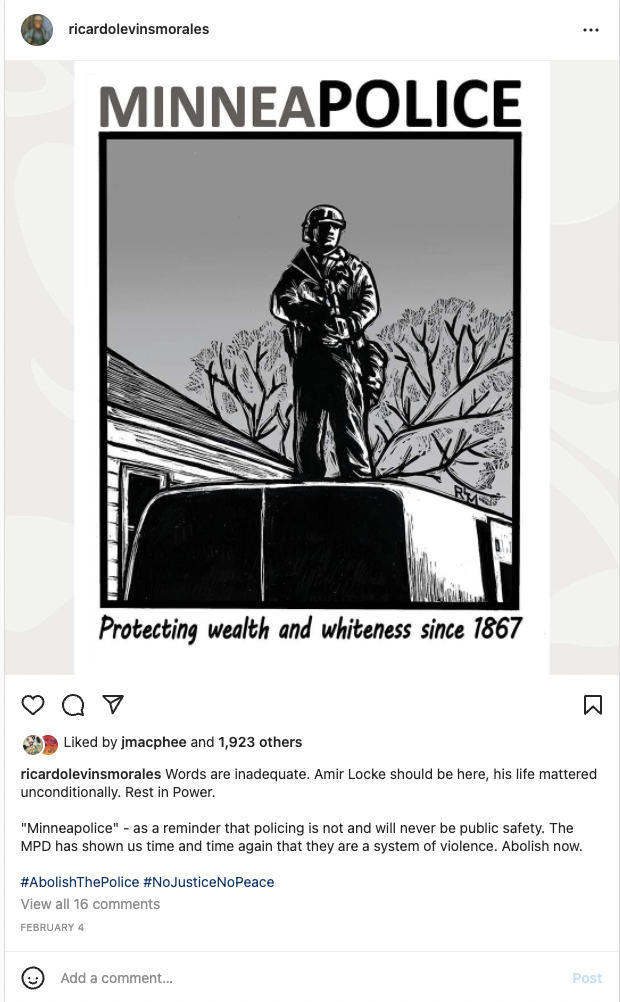 ricardolevinsmorales
MINNEAPOLICE
RLM
Protecting wealth and whiteness since 1867
Liked by jmacphee and 1,923 others
ricardolevinsmorales Words are inadequate. Amir Locke should be here, his life mattered
unconditionally. Rest in Power.
"Minneapolice" - as a reminder that policing is not and will never be public safety. The
MPD has shown us time and time again that they are a system of violence. Abolish now.
#AbolishThePolice #NoJusticeNoPeace
View all 16 comments
FEBRUARY 4
Add a comment...
Post